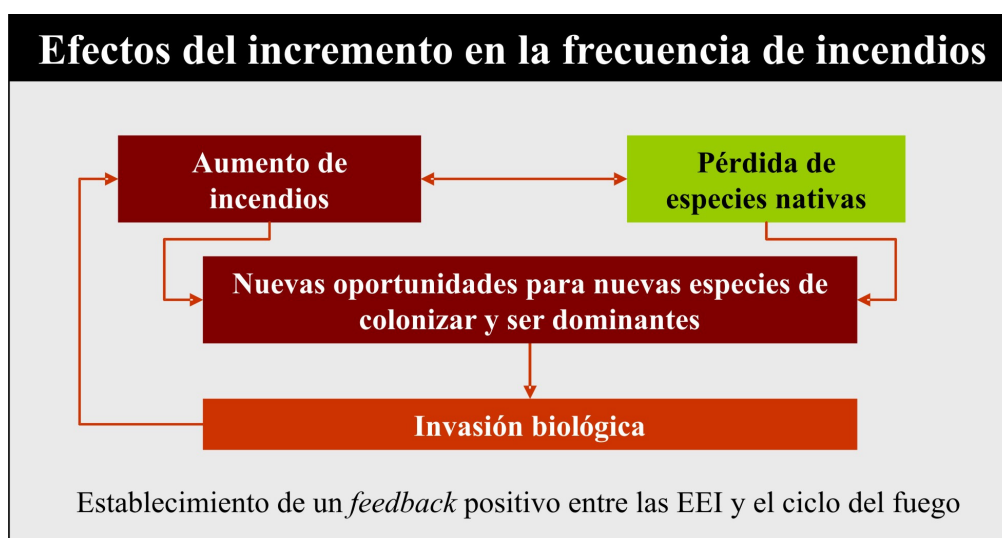 Efectos del incremento en la frecuencia de incendios
Aumento de
incendios
Pérdida de
especies nativas
Nuevas oportunidades para nuevas especies de
colonizar y ser dominantes
Invasión biológica
Establecimiento de un feedback positivo entre las EEI y el ciclo del fuego